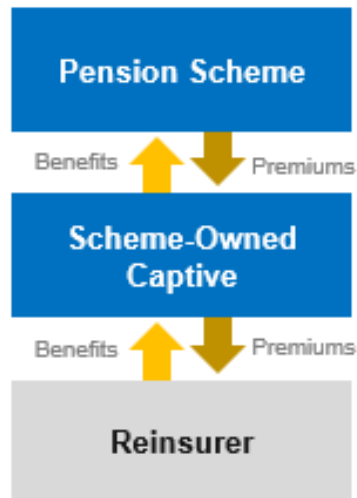 Pension Scheme
Benefits
Premiums
Scheme-Owned
Captive
Benefits
Premiums
Reinsurer